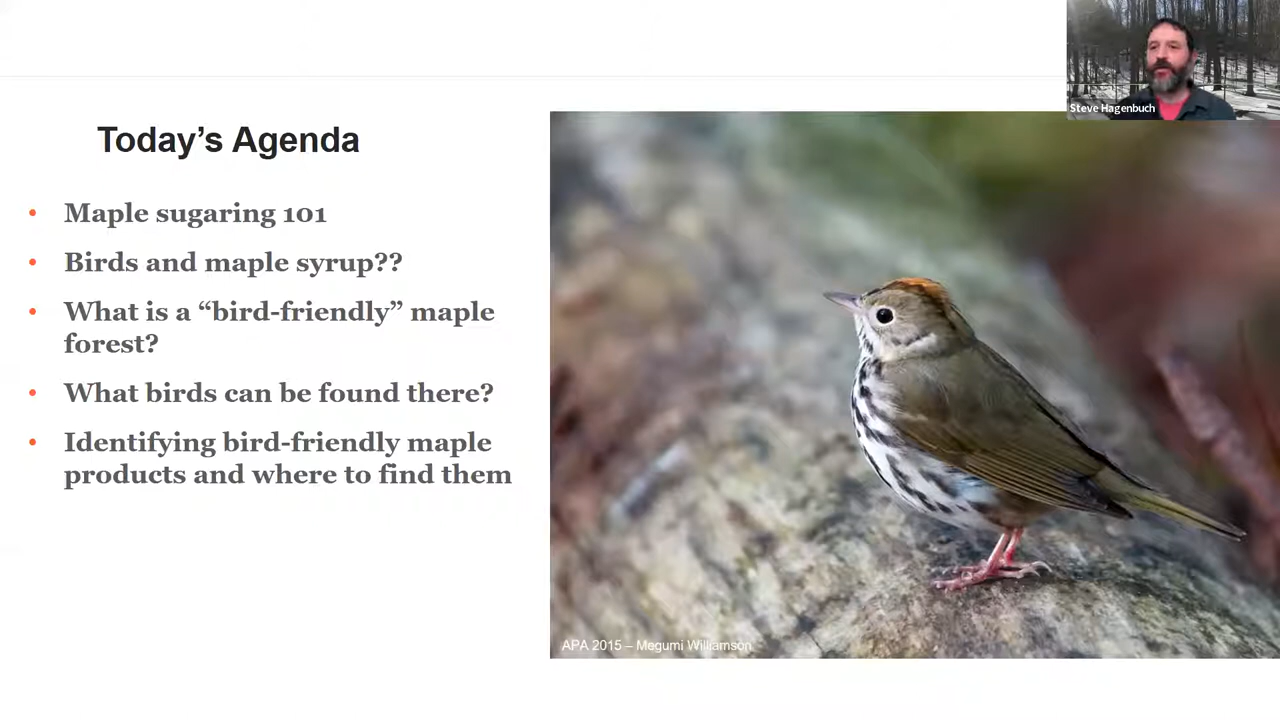 Steve Hagenbuch
Today's Agenda
• Maple sugaring 101
• Birds and maple syrup??
• What is a “bird-friendly” maple
forest?
• What birds can be found there?
• Identifying bird-friendly maple
products and where to find them
APA 2015 – Megumi Williamson